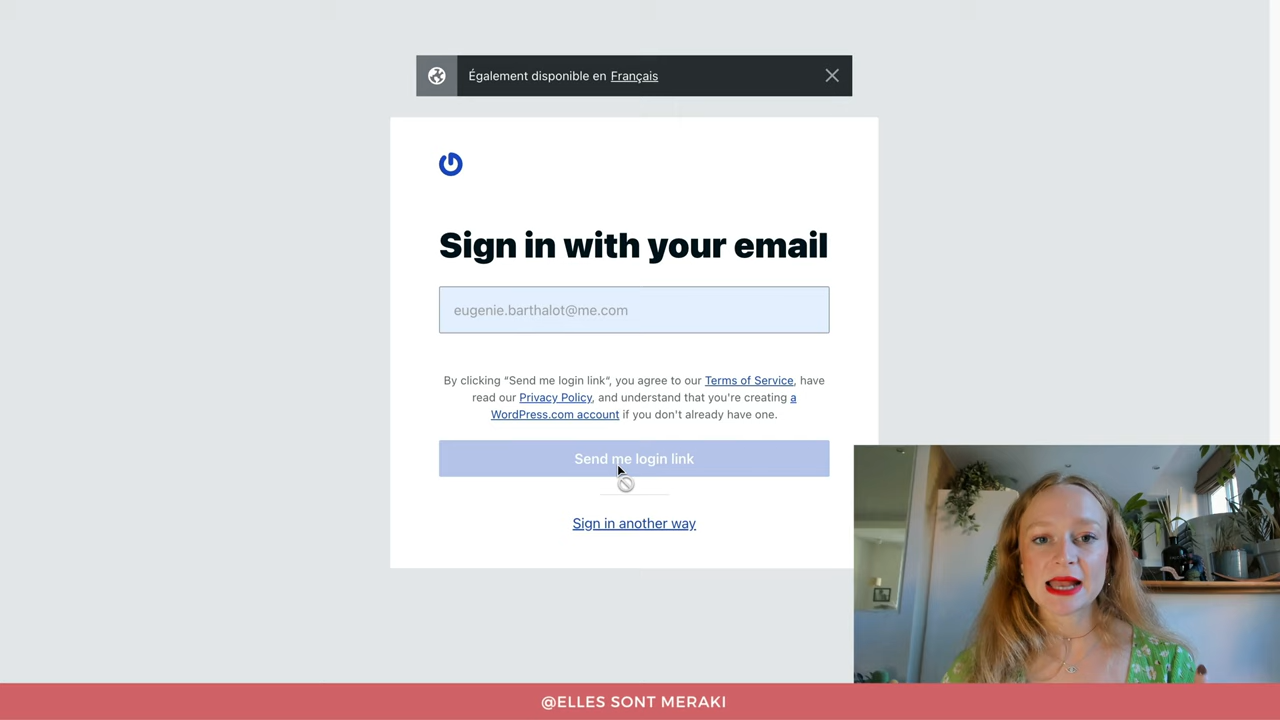 Également disponible en Français
Sign in with your email
eugenie.barthalot@me.com
By clicking “Send me login link“, you agree to our Terms of Service, have
read our Privacy Policy, and understand that you're creating a
WordPress.com account if you don't already have one.
Send me login link
Sign in another way
@ELLES SONT MERAKI